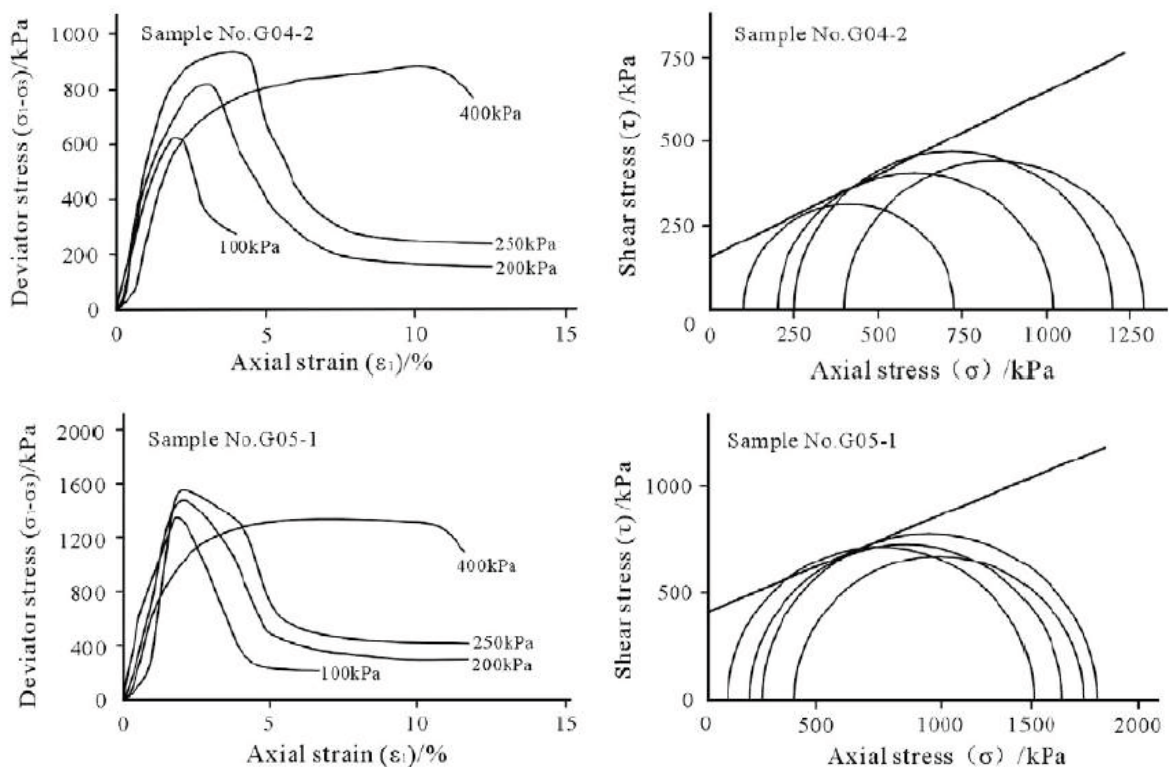 Sample No.G04-2
Deviator stress (σ1-σ3)/kPa
1000
800
600
400
200
0
400kPa
250kPa
100kPa
200kPa
0
5
10
15
Axial strain (ε1)/%
Sample No.G04-2
Shear stress (τ) /kPa
750
500
250
0
0
250
500
750
1000
1250
Axial stress (σ) /kPa
Sample No.G05-1
Deviator stress (σ1-σ3)/kPa
2000
1600
1200
800
400
0
400kPa
250kPa
200kPa
100kPa
0
5
10
15
Axial strain (ε1)/%
Sample No.G05-1
Shear stress (τ) /kPa
1000
500
0
0
500
1000
1500
2000
Axial stress (σ) /kPa